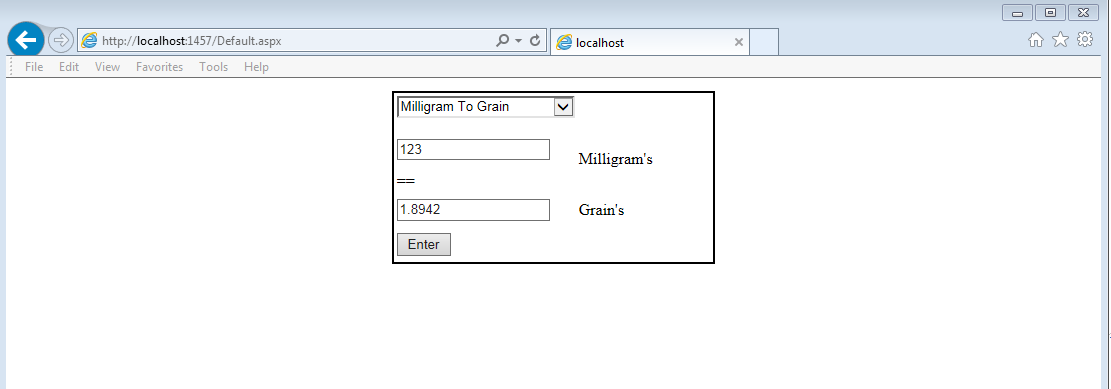 http://localhost:1457/Default.aspx
localhost
File Edit View Favorites Tools Help
Milligram To Grain
123
Milligram's
==
1.8942
Grain's
Enter